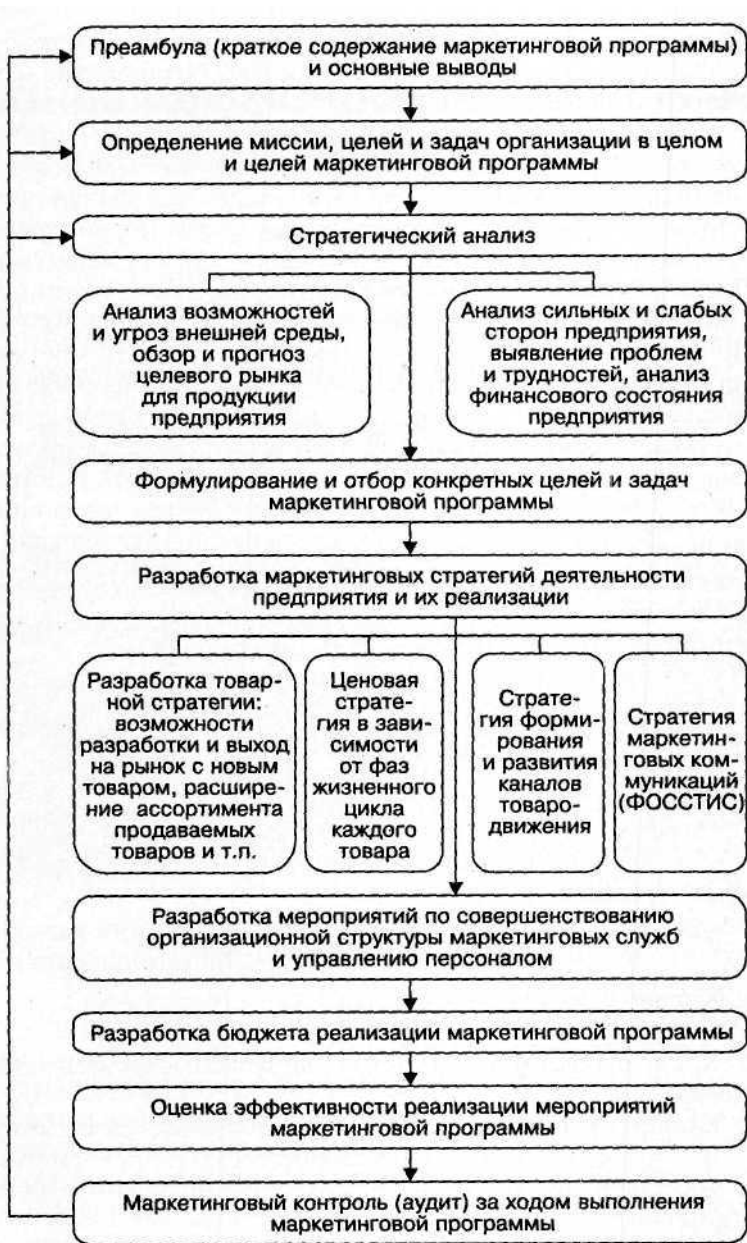 Преамбула (краткое содержание маркетинговой программы)
и основные выводы
Определение миссии, целей и задач организации в целом
и целей маркетинговой программы
Стратегический анализ
Анализ возможностей
и угроз внешней среды,
обзор и прогноз
целевого рынка
для продукции
предприятия
Анализ сильных и слабых
сторон предприятия,
выявление проблем
и трудностей, анализ
финансового состояния
предприятия
Формулирование и отбор конкретных целей и задач
маркетинговой программы
Разработка маркетинговых стратегий деятельности
предприятия и их реализации
Разработка товар-
ной стратегии:
возможности
разработки и выход
на рынок с новым
товаром, расшире-
ние ассортимента
продаваемых
товаров и т.п.
Ценовая
страте-
гия в зави-
симости
от фаз
жизненного
цикла
каждого
товара
Страте-
гия форми-
рования
и развития
каналов
товаро-
движения
Стратегия
маркетин-
говых ком-
муникаций
(ФОССТИС)
Разработка мероприятий по совершенствованию
организационной структуры маркетинговых служб
и управлению персоналом
Разработка бюджета реализации маркетинговой программы
Оценка эффективности реализации мероприятий
маркетинговой программы
Маркетинговый контроль (аудит) за ходом выполнения
маркетинговой программы